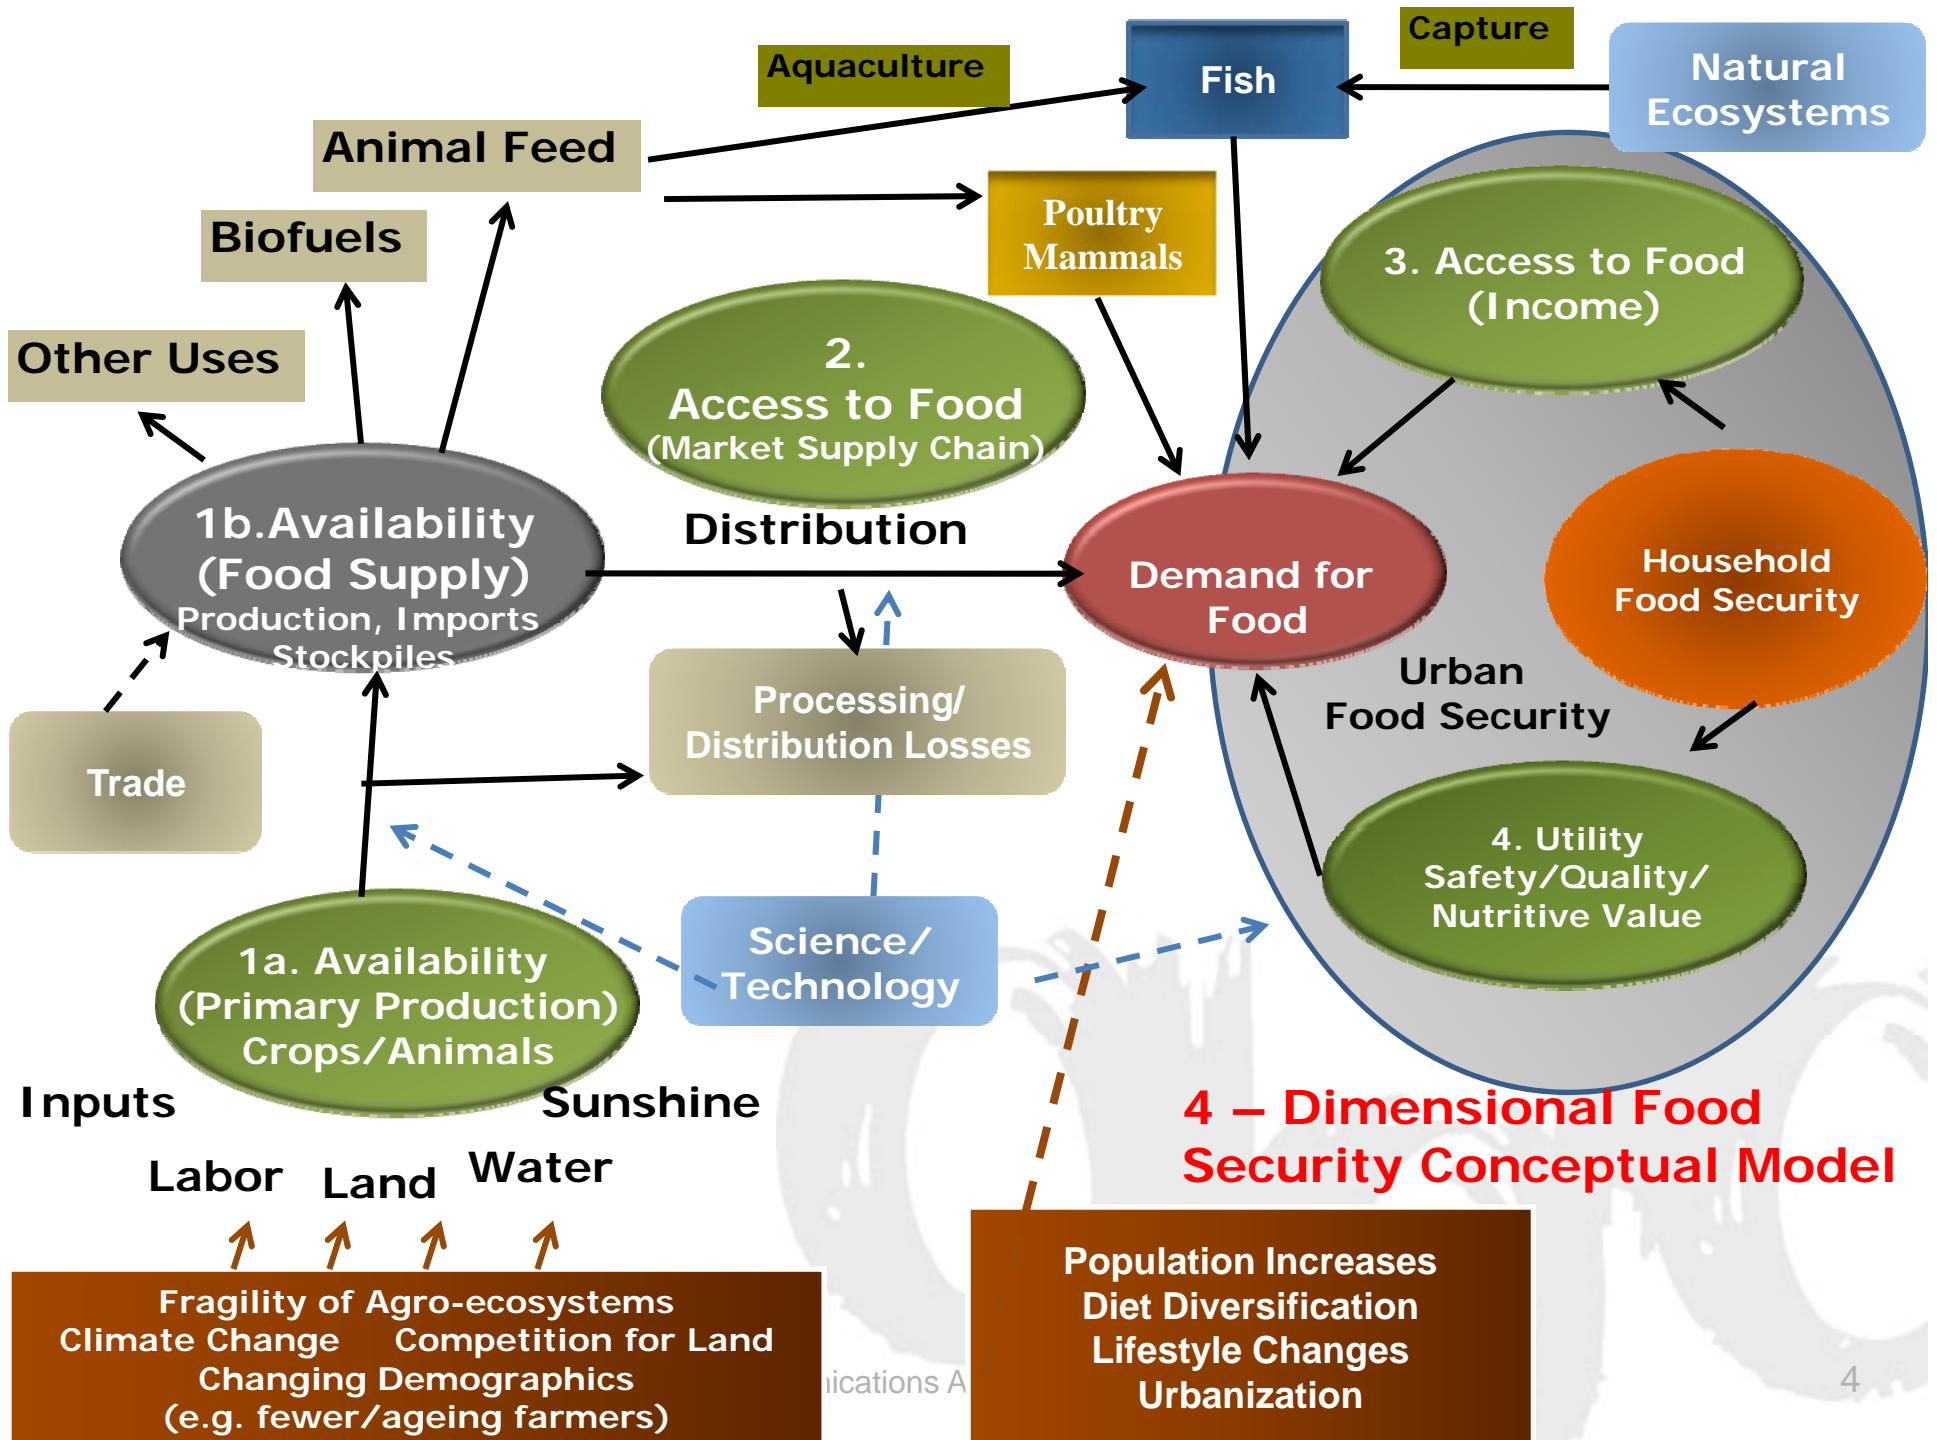 Aquaculture
Fish
Capture
Natural
Ecosystems
Animal Feed
Biofuels
Other Uses
Poultry
Mammals
3. Access to Food
(Income)
2.
Access to Food
(Market Supply Chain)
Distribution
1b.Availability
(Food Supply)
Production, Imports
Stockpiles
Demand for
Food
Household
Food Security
Urban
Food Security
Processing/
Distribution Losses
Trade
4. Utility
Safety/Quality/
Nutritive Value
Science/
Technology
1a. Availability
(Primary Production)
Crops/Animals
Inputs
Sunshine
Labor
Land
Water
4 – Dimensional Food
Security Conceptual Model
Fragility of Agro-ecosystems
Climate Change Competition for Land
Changing Demographics
(e.g. fewer/ageing farmers)
Population Increases
Diet Diversification
Lifestyle Changes
Urbanization
4